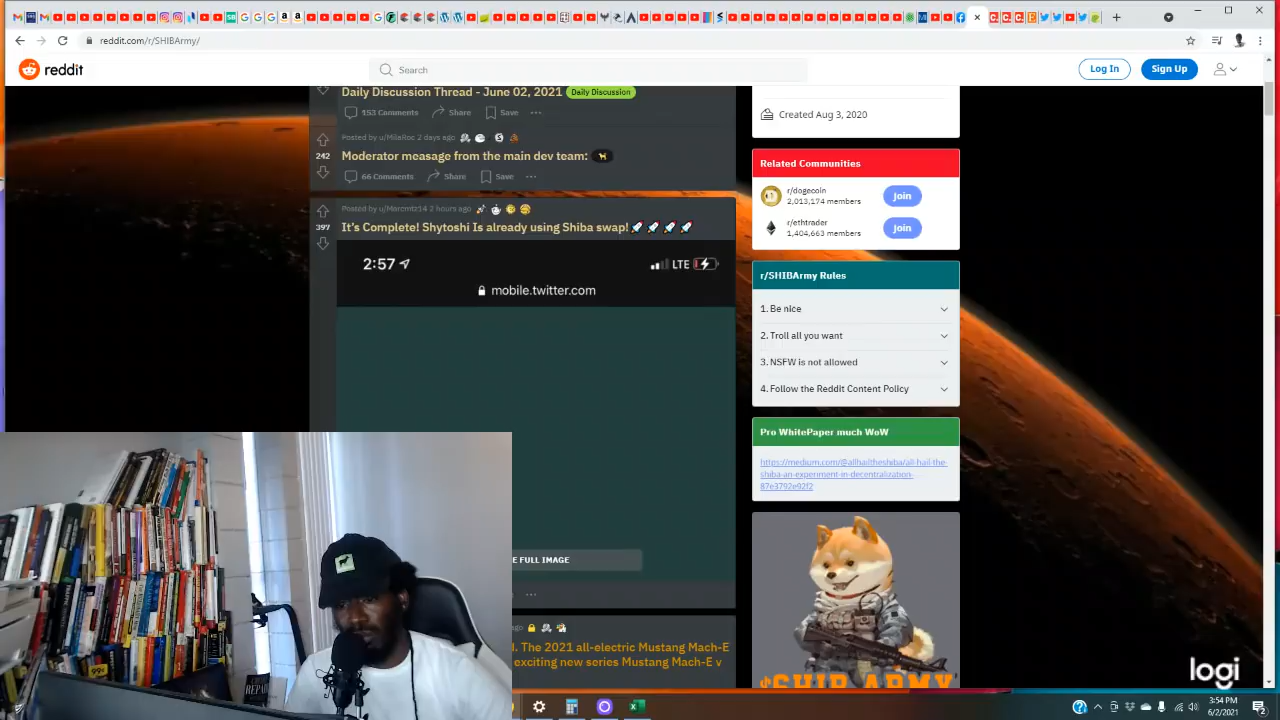 reddit.com/r/SHIBArmy/
reddit
Search
Log In
Sign Up
Daily Discussion Thread - June 02, 2021
Daily Discussion
153 Comments
Share
Save
Posted by u/MilaRoc 2 days ago
242
Moderator measage from the main dev team:
66 Comments
Share
Save
Posted by u/Marcmtz14 2 hours ago
397
It's Complete! Shytoshi Is already using Shiba swap!
2:57
LTE
mobile.twitter.com
E FULL IMAGE
The 2021 all-electric Mustang Mach-E
exciting new series Mustang Mach-E v
Created Aug 3, 2020
Related Communities
r/dogecoin
2,013,174 members
Join
r/ethtrader
1,404,663 members
Join
r/SHIBArmy Rules
1. Be nice
2. Troll all you want
3. NSFW is not allowed
4. Follow the Reddit Content Policy
Pro WhitePaper much WoW
https://medium.com/@allhailtheshiba/all-hail-the-
shiba-an-experiment-in-decentralization-
87e3792e92f2
SHIB ARMY
logi
3:54 PM
6/2/2021